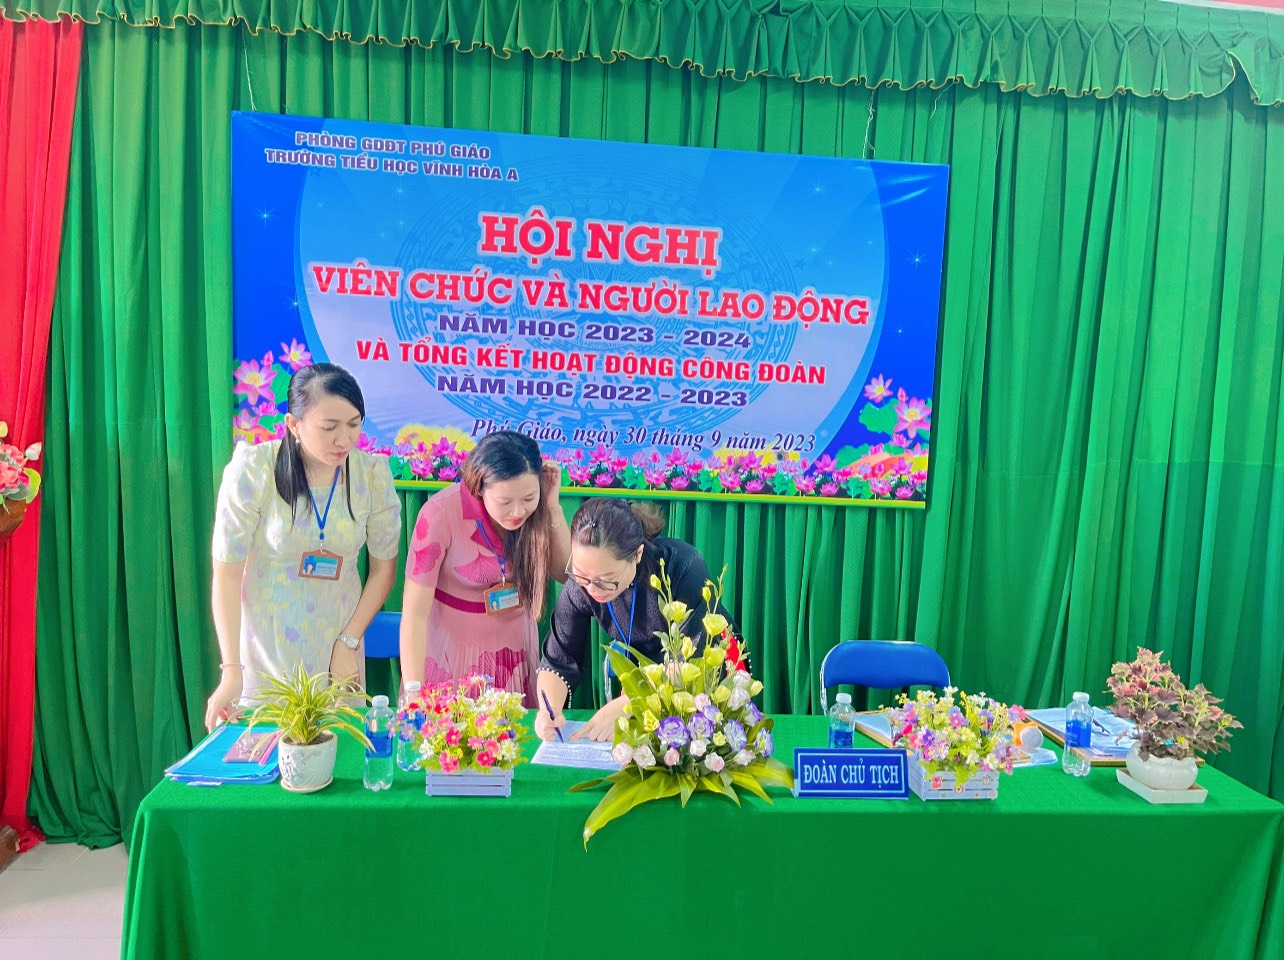 PHÒNG GDĐT PHÚ GIÁO
TRƯỜNG TIỂU HỌC VĨNH HÒA A
HỘI NGHỊ
VIÊN CHỨC VÀ NGƯỜI LAO ĐỘNG
NĂM HỌC 2023 - 2024
VÀ TỔNG KẾT HOẠT ĐỘNG CÔNG ĐOÀN
NĂM HỌC 2022 - 2023
Phú Giáo, ngày 30 tháng 9 năm 2023
ĐOÀN CHỦ TỊCH